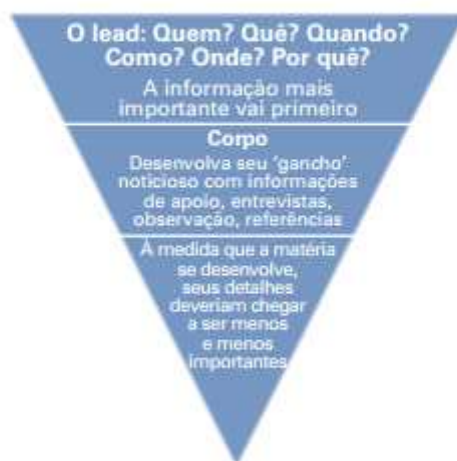 O lead: Quem? Quê? Quando?
Como? Onde? Por quê?
A informação mais
importante vai primeiro
Corpo
Desenvolva seu 'gancho'
noticioso com informações
de apoio, entrevistas,
observação, referências
À medida que a matéria
se desenvolve,
seus detalhes
deveriam chegar
a ser menos
e menos
importantes